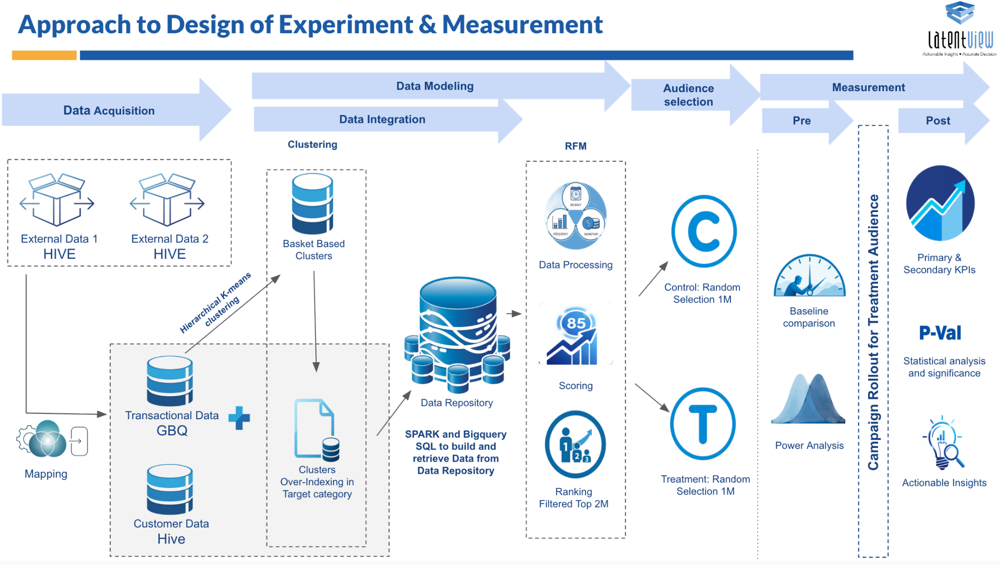 Approach to Design of Experiment & Measurement
latentview
Actionable Insights • Accurate Decision
Data Acquisition
Data Modeling
Data Integration
Audience
selection
Measurement
Pre
Post
Clustering
RFM
External Data 1
HIVE
External Data 2
HIVE
Hierarchical K-means
clustering
Mapping
Transactional Data
GBQ
Customer Data
Hive
Basket Based
Clusters
Clusters
Over-Indexing in
Target category
Data Repository
SPARK and Bigquery
SQL to build and
retrieve Data from
Data Repository
RECENCY
FREQUENCY
MONETARY
$
Data Processing
85
Scoring
1
2
3
Ranking
Filtered Top 2M
C
Control: Random
Selection 1M
T
Treatment: Random
Selection 1M
Baseline
comparison
Power Analysis
Campaign Rollout for Treatment Audience
Primary &
Secondary KPIs
P-Val
Statistical analysis
and significance
Actionable Insights